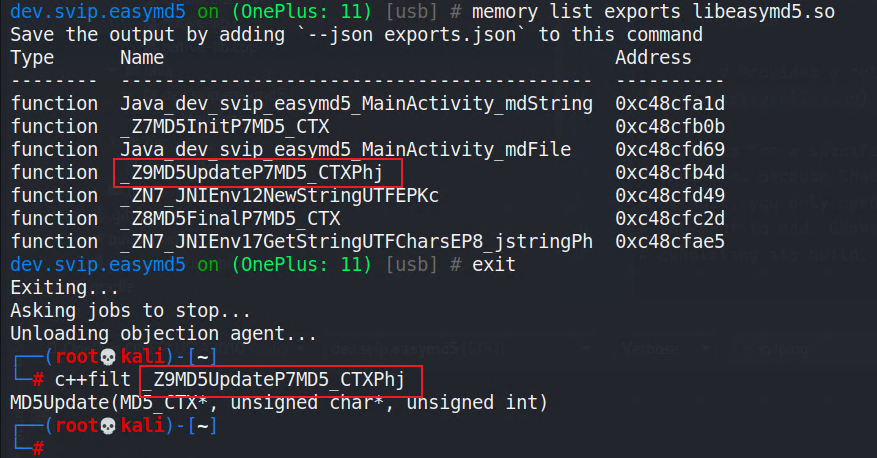 dev.svip.easymd5 on (OnePlus: 11) [usb] # memory list exports libeasymd5.so
Save the output by adding `--json exports.json` to this command
Type      Name                                        Address
--------  ------------------------------------------  ----------
function  Java_dev_svip_easymd5_MainActivity_mdString  0xc48cfa1d
function  _Z7MD5InitP7MD5_CTX                         0xc48cfb0b
function  Java_dev_svip_easymd5_MainActivity_mdFile   0xc48cfd69
function  _Z9MD5UpdateP7MD5_CTXPhj                    0xc48cfb4d
function  _ZN7_JNIEnv12NewStringUTFEPKc               0xc48cfd49
function  _Z8MD5FinalP7MD5_CTX                        0xc48cfc2d
function  _ZN7_JNIEnv17GetStringUTFCharsEP8_jstringPh  0xc48cfae5
dev.svip.easymd5 on (OnePlus: 11) [usb] # exit
Exiting...
Asking jobs to stop...
Unloading objection agent...
┌──(root💀kali)-[~]
└─# c++filt _Z9MD5UpdateP7MD5_CTXPhj
MD5Update(MD5_CTX*, unsigned char*, unsigned int)
┌──(root💀kali)-[~]
└─#